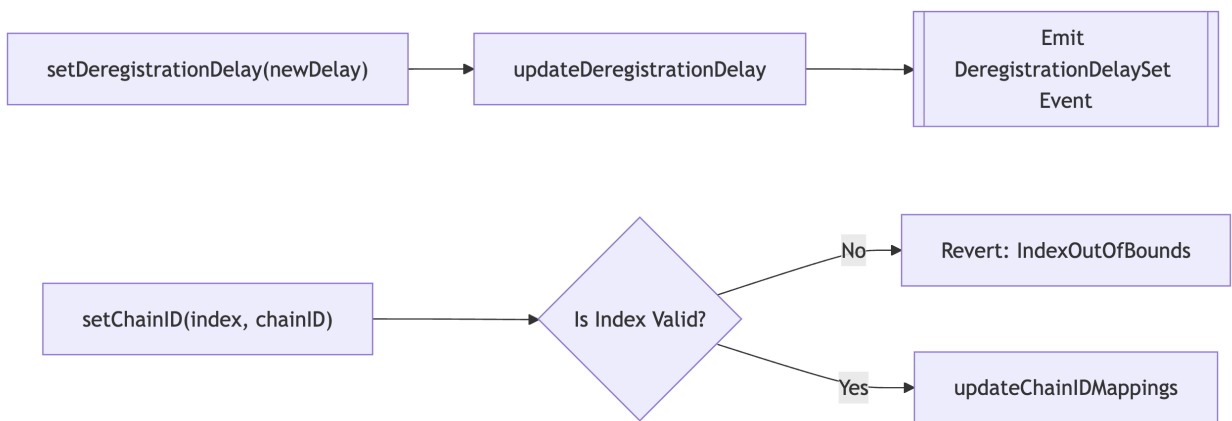 setDeregistrationDelay(newDelay)
updateDeregistrationDelay
Emit
DeregistrationDelaySet
Event
setChainID(index, chainID)
Is Index Valid?
No
Revert: IndexOutOfBounds
Yes
updateChainIDMappings